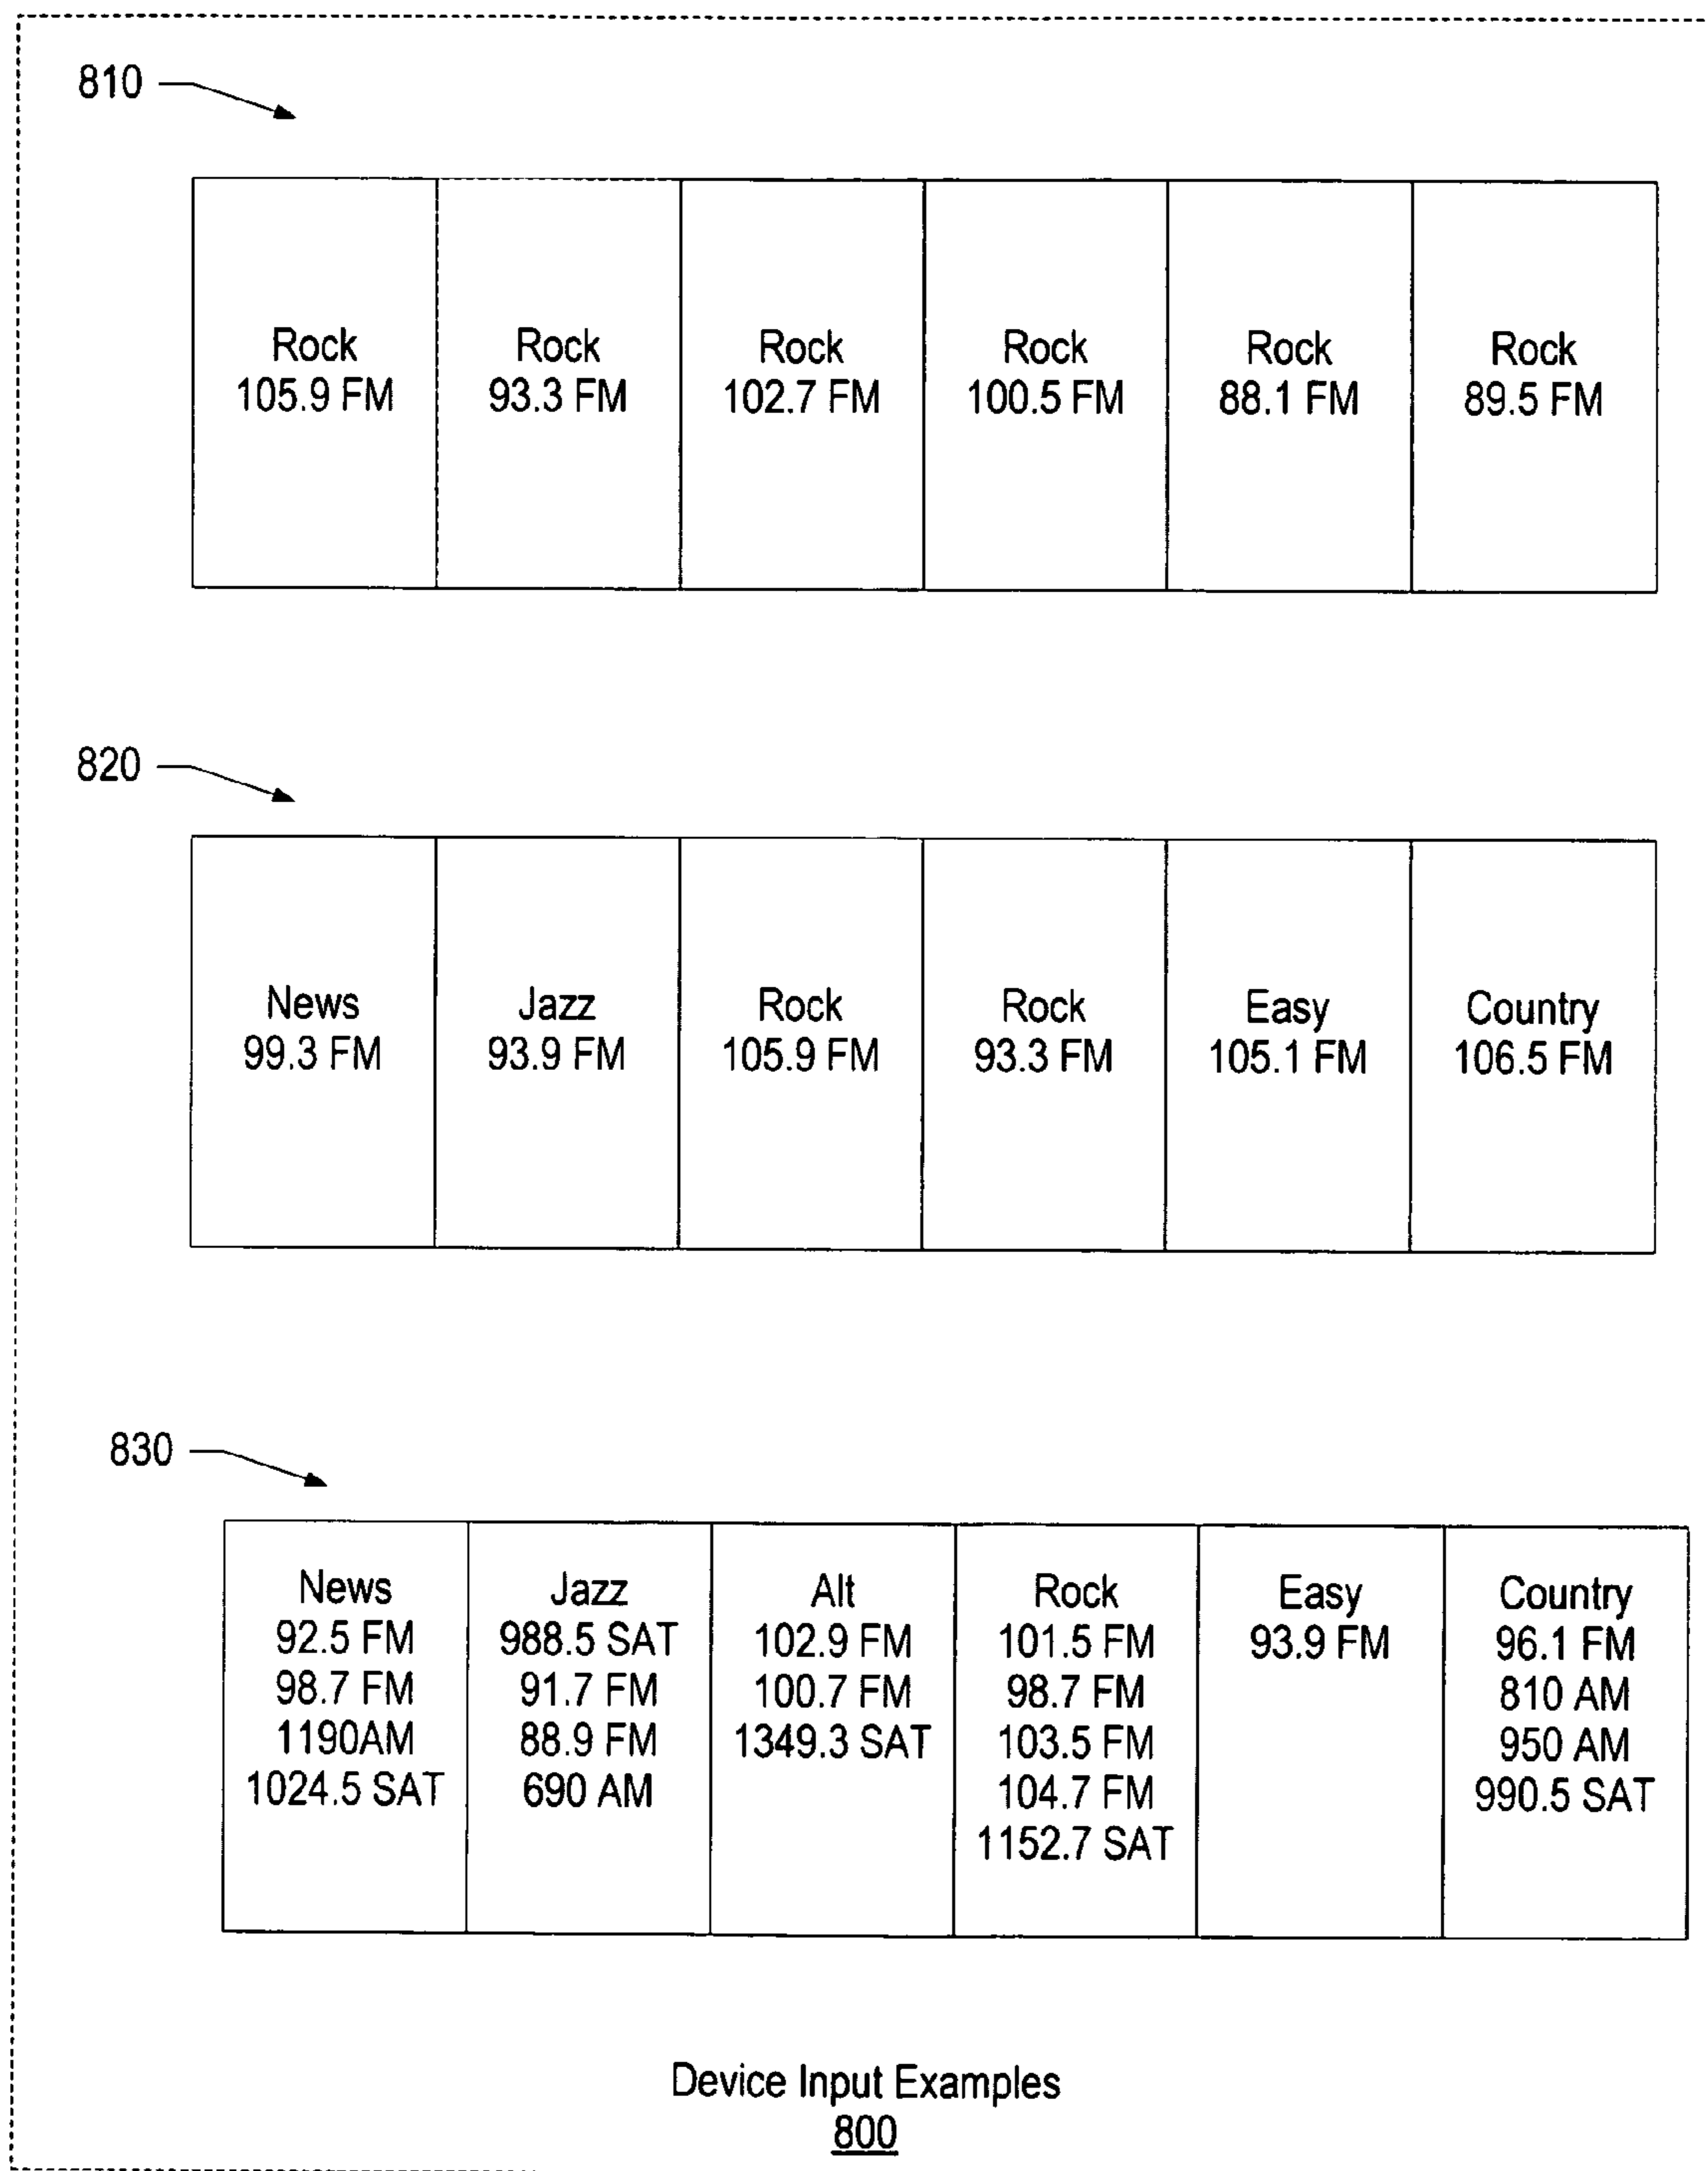 810
Rock
105.9 FM
Rock
93.3 FM
Rock
102.7 FM
Rock
100.5 FM
Rock
88.1 FM
Rock
89.5 FM
820
News
99.3 FM
Jazz
93.9 FM
Rock
105.9 FM
Rock
93.3 FM
Easy
105.1 FM
Country
106.5 FM
830
News
92.5 FM
98.7 FM
1190AM
1024.5 SAT
Jazz
988.5 SAT
91.7 FM
88.9 FM
690 AM
Alt
102.9 FM
100.7 FM
1349.3 SAT
Rock
101.5 FM
98.7 FM
103.5 FM
104.7 FM
1152.7 SAT
Easy
93.9 FM
Country
96.1 FM
810 AM
950 AM
990.5 SAT
Device Input Examples
800